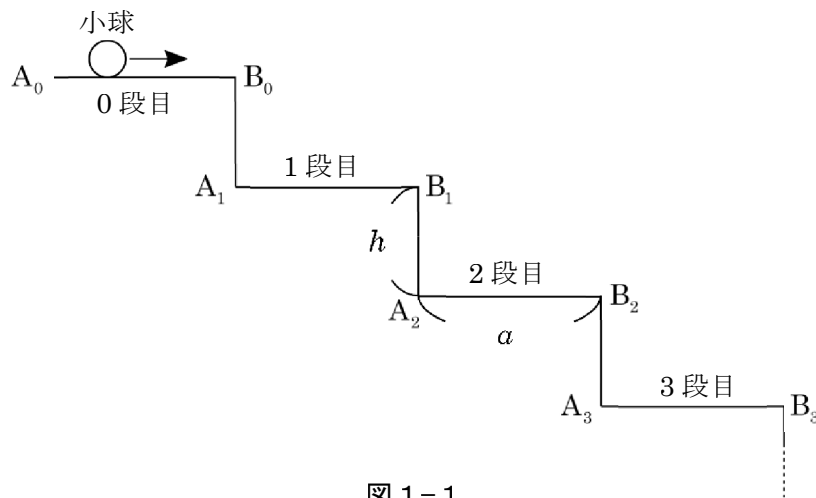 小球
A₀ B₀
0段目
1段目
A₁ B₁
h
2段目
A₂ B₂
a
3段目
A₃ B₃
図1-1